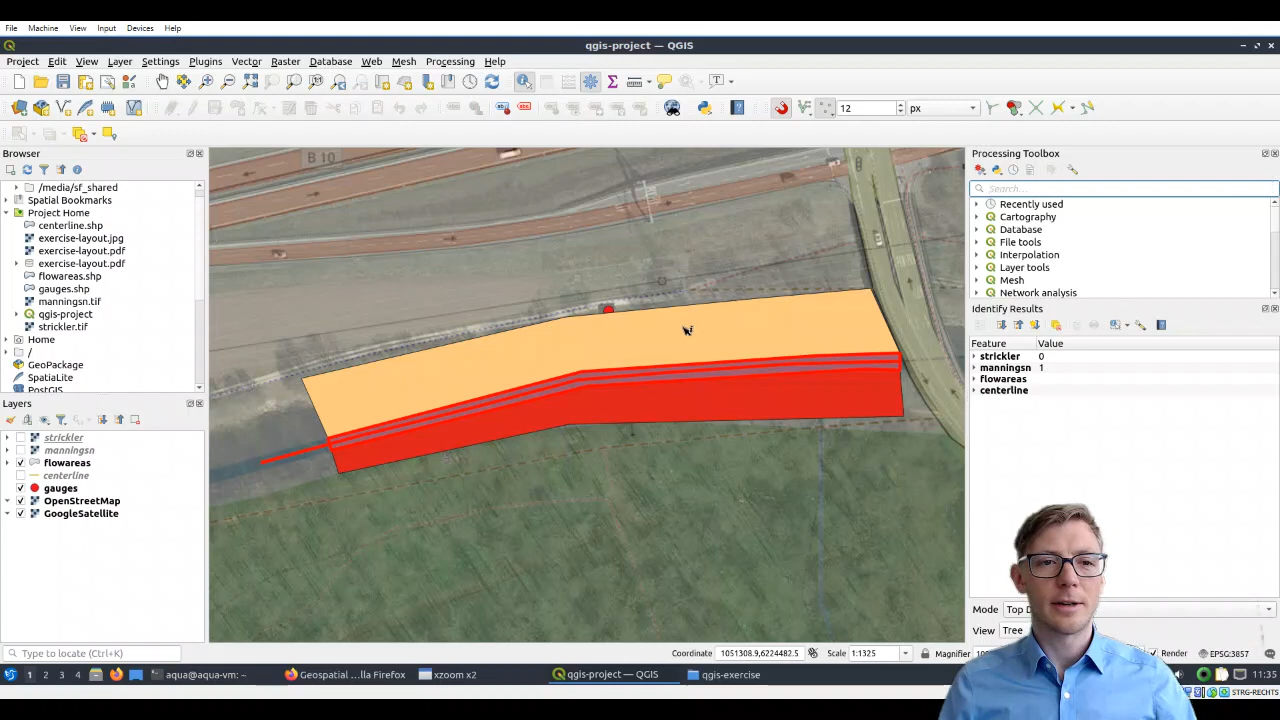 File Machine View Input Devices Help
qgis-project — QGIS
Project Edit View Layer Settings Plugins Vector Raster Database Web Mesh Processing Help
12 px
Browser
/media/sf_shared
Spatial Bookmarks
Project Home
centerline.shp
exercise-layout.jpg
exercise-layout.pdf
exercise-layout.pdf
flowareas.shp
gauges.shp
manningsn.tif
qgis-project
strickler.tif
Home
/
GeoPackage
SpatiaLite
PostGIS
Layers
strickler
manningsn
flowareas
centerline
gauges
OpenStreetMap
GoogleSatellite
B 10
Processing Toolbox
Search…
Recently used
Cartography
Database
File tools
Interpolation
Layer tools
Mesh
Network analysis
Identify Results
Feature Value
strickler 0
manningsn 1
flowareas
centerline
Mode Top D
View Tree
Type to locate (Ctrl+K)
Coordinate 1051308.9,6224482.5 Scale 1:1325 Magnifier Render EPSG:3857
1 2 3 4 aqua@aqua-vm: ~ Geospatial ...lla Firefox xzoom x2 qgis-project — QGIS qgis-exercise 11:35
STRG-RECHTS